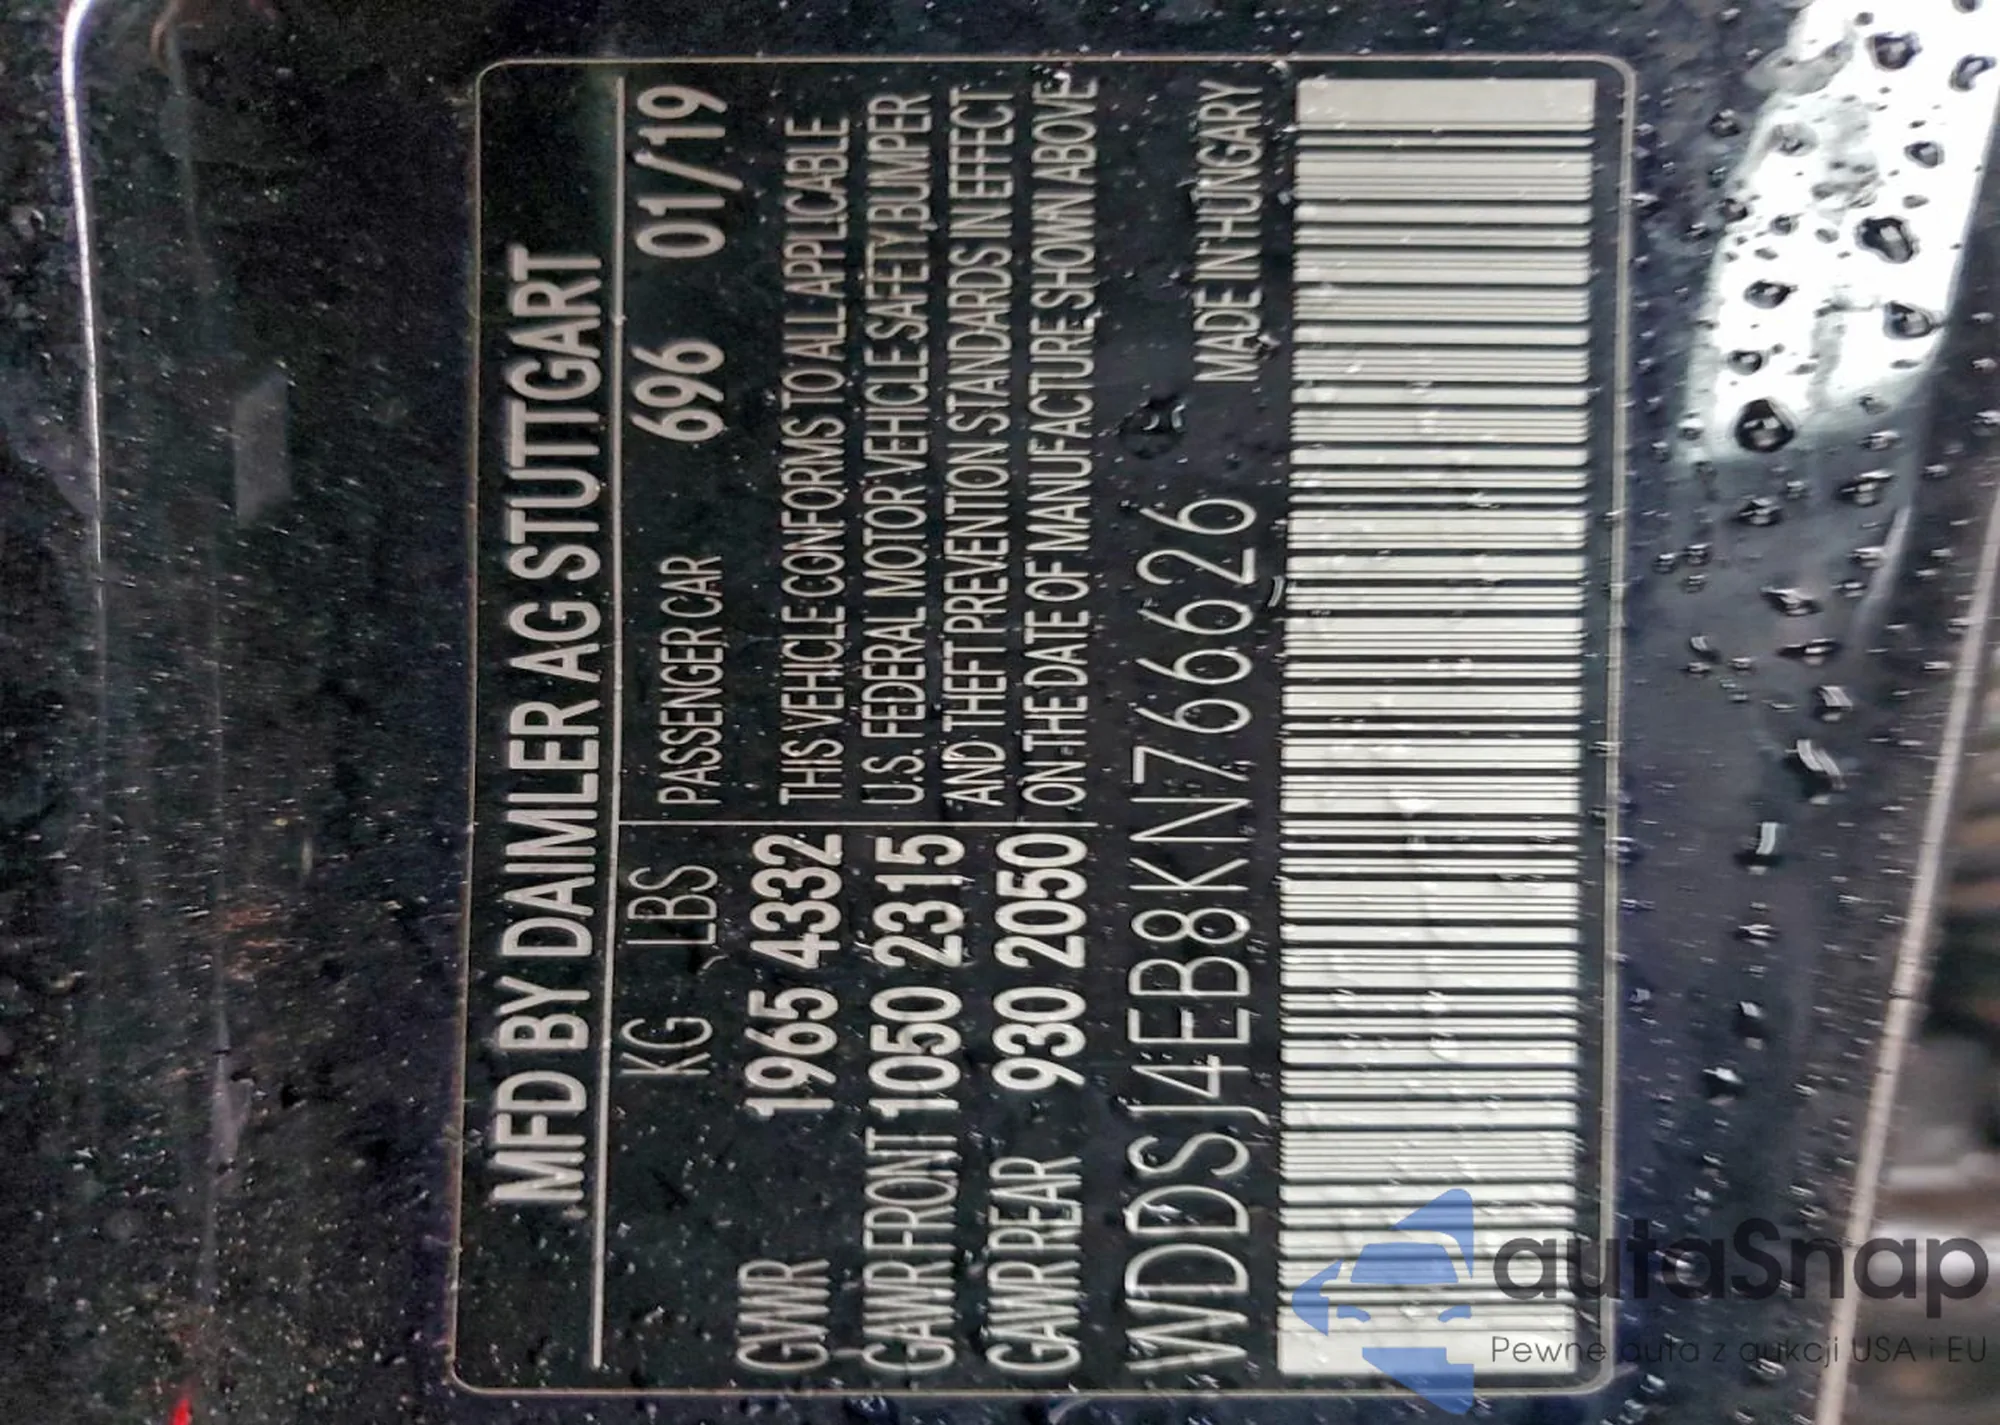 MFD BY DAIMLER AG STUTTGART
KG LBS PASSENGER CAR 696 01/19
GVWR 1965 4332 THIS VEHICLE CONFORMS TO ALL APPLICABLE
GAWR FRONT 1050 2315 U.S. FEDERAL MOTOR VEHICLE SAFETY,BUMPER
AND THEFT PREVENTION STANDARDS IN EFFECT
GAWR REAR 930 2050 ON THE DATE OF MANUFACTURE SHOWN ABOVE
WDDSJ4EB8KN766626 MADE IN HUNGARY
autaSnap
Pewne auta z aukcji USA i EU